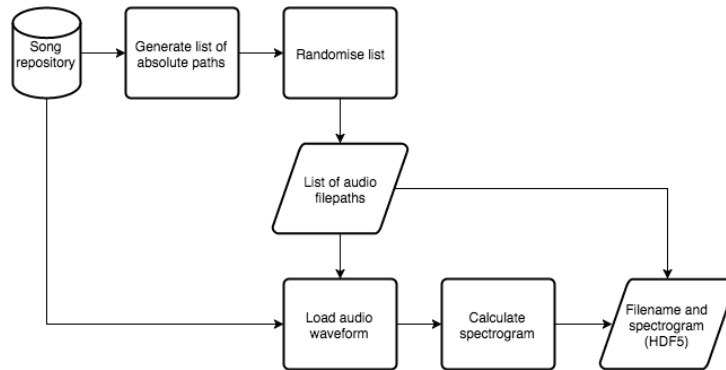 Song
repository
Generate list of
absolute paths
Randomise list
List of audio
filepaths
Load audio
waveform
Calculate
spectrogram
Filename and
spectrogram
(HDF5)